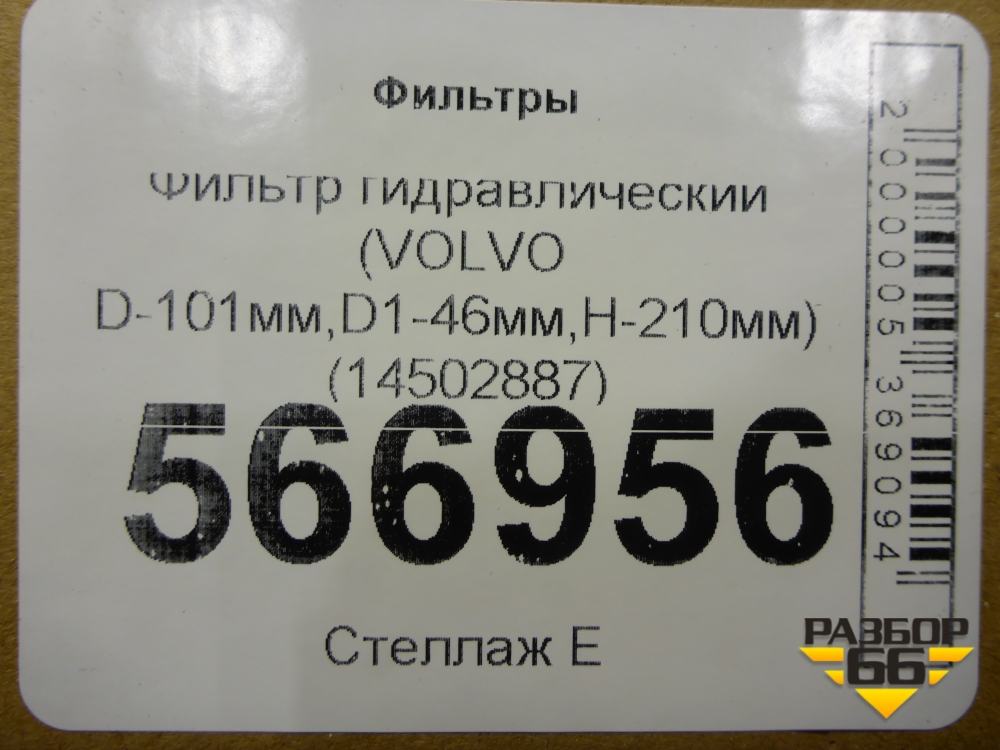 Фильтры
Фильтр гидравлический
(VOLVO
D-101мм,D1-46мм,H-210мм)
(14502887)
566956
Стеллаж Е
2000005369094
РАЗБОР
66